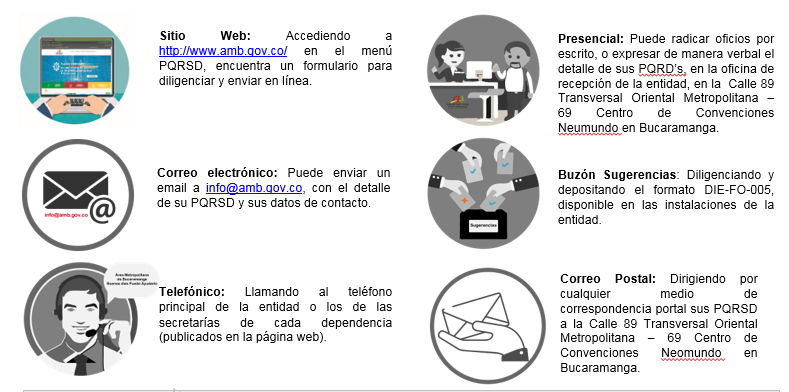 Sitio Web: Accediendo a
http://www.amb.gov.co/ en el menú
PQRSD, encuentra un formulario para
diligenciar y enviar en línea.
Presencial: Puede radicar oficios por
escrito, o expresar de manera verbal el
detalle de sus PQRD's, en la oficina de
recepción de la entidad, en la Calle 89
Transversal Oriental Metropolitana –
69 Centro de Convenciones
Neumundo en Bucaramanga.
info@amb.gov.co
Correo electrónico: Puede enviar un
email a info@amb.gov.co, con el detalle
de su PQRSD y sus datos de contacto.
Sugerencias
Buzón Sugerencias: Diligenciando y
depositando el formato DIE-FO-005,
disponible en las instalaciones de la
entidad.
Área Metropolitana
de Bucaramanga
Buenos días Puedo Ayudarlo
Telefónico: Llamando al teléfono
principal de la entidad o los de las
secretarías de cada dependencia
(publicados en la página web).
Correo Postal: Dirigiendo por
cualquier medio de
correspondencia portal sus PQRSD
a la Calle 89 Transversal Oriental
Metropolitana – 69 Centro de
Convenciones Neomundo en
Bucaramanga.